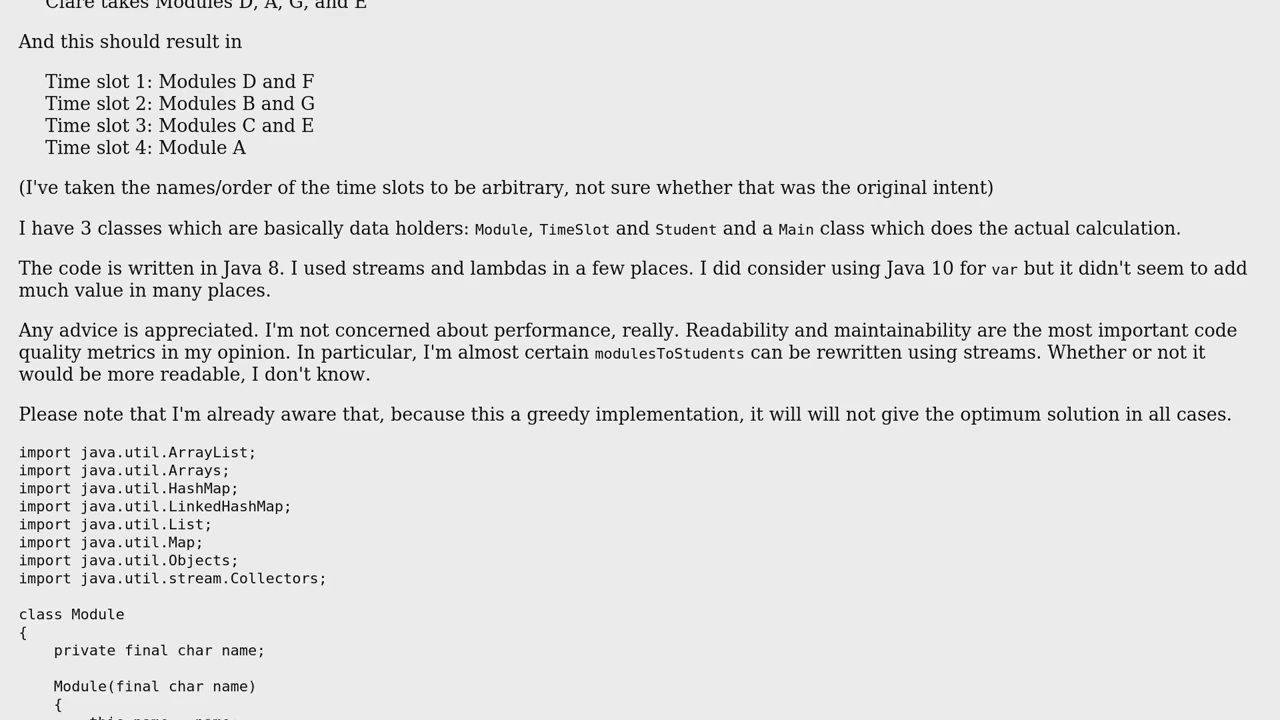 Clare takes Modules D, A, G, and E
And this should result in
Time slot 1: Modules D and F
Time slot 2: Modules B and G
Time slot 3: Modules C and E
Time slot 4: Module A
(I've taken the names/order of the time slots to be arbitrary, not sure whether that was the original intent)
I have 3 classes which are basically data holders: Module, TimeSlot and Student and a Main class which does the actual calculation.
The code is written in Java 8. I used streams and lambdas in a few places. I did consider using Java 10 for var but it didn't seem to add
much value in many places.
Any advice is appreciated. I'm not concerned about performance, really. Readability and maintainability are the most important code
quality metrics in my opinion. In particular, I'm almost certain modulesToStudents can be rewritten using streams. Whether or not it
would be more readable, I don't know.
Please note that I'm already aware that, because this a greedy implementation, it will will not give the optimum solution in all cases.
import java.util.ArrayList;
import java.util.Arrays;
import java.util.HashMap;
import java.util.LinkedHashMap;
import java.util.List;
import java.util.Map;
import java.util.Objects;
import java.util.stream.Collectors;
class Module
{
private final char name;
Module(final char name)
{
this.name = name;